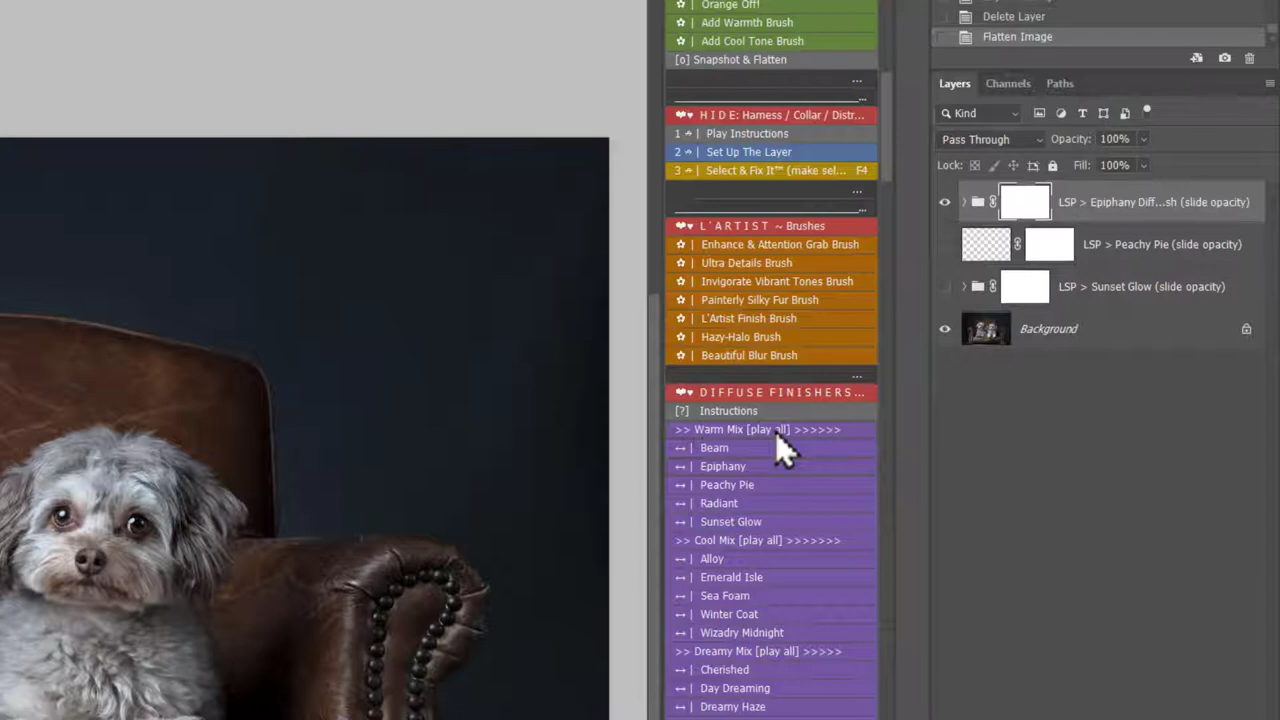 Orange Off!
Add Warmth Brush
Add Cool Tone Brush
[o] Snapshot & Flatten
...
...
H I D E: Harness / Collar / Distr...
1 | Play Instructions
2 | Set Up The Layer
3 | Select & Fix It™ (make sel... F4
...
...
L'A R T I S T ~ Brushes
| Enhance & Attention Grab Brush
| Ultra Details Brush
| Invigorate Vibrant Tones Brush
| Painterly Silky Fur Brush
| L'Artist Finish Brush
| Hazy-Halo Brush
| Beautiful Blur Brush
...
D I F F U S E F I N I S H E R S ...
[?] Instructions
>> Warm Mix [play all] >>>>>>
↔ | Beam
↔ | Epiphany
↔ | Peachy Pie
↔ | Radiant
↔ | Sunset Glow
>> Cool Mix [play all] >>>>>>>
↔ | Alloy
↔ | Emerald Isle
↔ | Sea Foam
↔ | Winter Coat
↔ | Wizadry Midnight
>> Dreamy Mix [play all] >>>>>
↔ | Cherished
↔ | Day Dreaming
↔ | Dreamy Haze
Delete Layer
Flatten Image
Layers Channels Paths
Kind
Pass Through Opacity: 100%
Lock: Fill: 100%
LSP > Epiphany Diff...sh (slide opacity)
LSP > Peachy Pie (slide opacity)
LSP > Sunset Glow (slide opacity)
Background